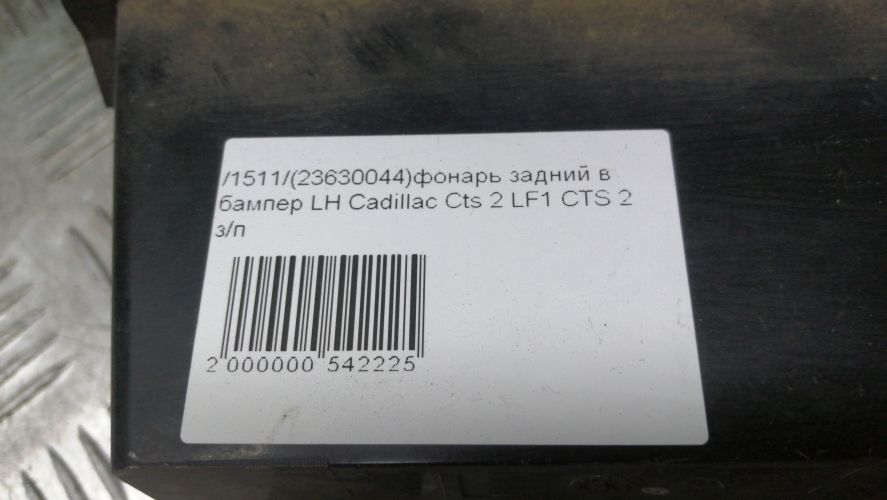 /1511/(23630044)фонарь задний в
бампер LH Cadillac Cts 2 LF1 CTS 2
з/п
2 000000 542225